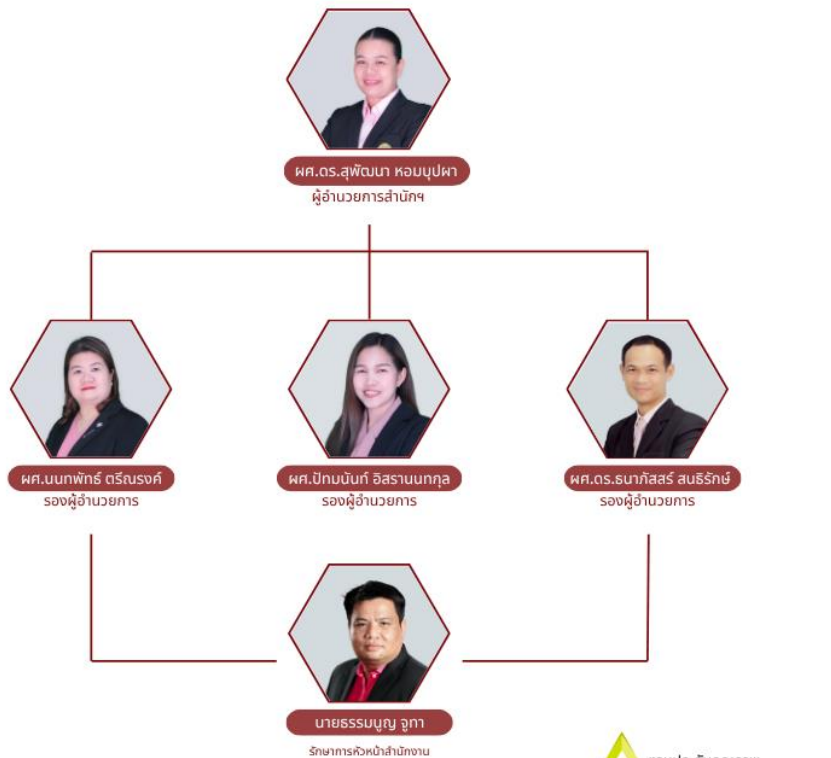 ผศ.ดร.สุพัฒนา หอมบุปผา
ผู้อำนวยการสำนักฯ
ผศ.นนทพัทธ์ ตรีณรงค์
รองผู้อำนวยการ
ผศ.ปัทมนันท์ อิสรานนทกุล
รองผู้อำนวยการ
ผศ.ดร.ธนาภัสสร์ สนธิรักษ์
รองผู้อำนวยการ
นายธรรมนูญ จูทา
รักษาการหัวหน้าสำนักงาน